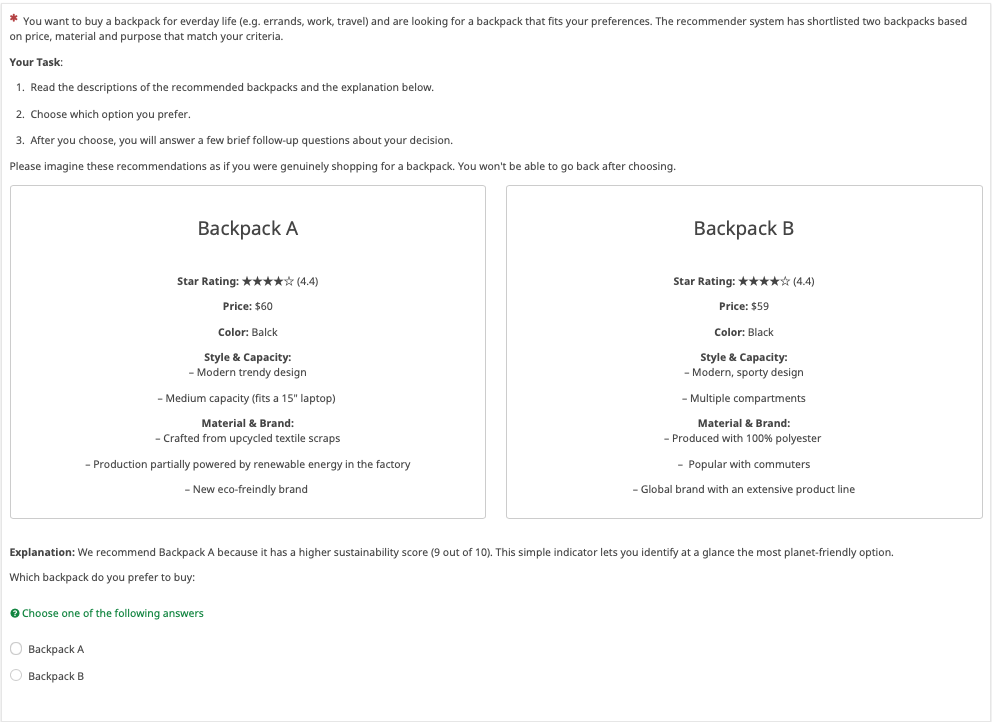 * You want to buy a backpack for everday life (e.g. errands, work, travel) and are looking for a backpack that fits your preferences. The recommender system has shortlisted two backpacks based
on price, material and purpose that match your criteria.
Your Task:
1. Read the descriptions of the recommended backpacks and the explanation below.
2. Choose which option you prefer.
3. After you choose, you will answer a few brief follow-up questions about your decision.
Please imagine these recommendations as if you were genuinely shopping for a backpack. You won't be able to go back after choosing.
Backpack A
Star Rating: ★★★★☆ (4.4)
Price: $60
Color: Balck
Style & Capacity:
– Modern trendy design
– Medium capacity (fits a 15" laptop)
Material & Brand:
– Crafted from upcycled textile scraps
– Production partially powered by renewable energy in the factory
– New eco-freindly brand
Backpack B
Star Rating: ★★★★☆ (4.4)
Price: $59
Color: Black
Style & Capacity:
– Modern, sporty design
– Multiple compartments
Material & Brand:
– Produced with 100% polyester
– Popular with commuters
– Global brand with an extensive product line
Explanation: We recommend Backpack A because it has a higher sustainability score (9 out of 10). This simple indicator lets you identify at a glance the most planet-friendly option.
Which backpack do you prefer to buy:
? Choose one of the following answers
Backpack A
Backpack B